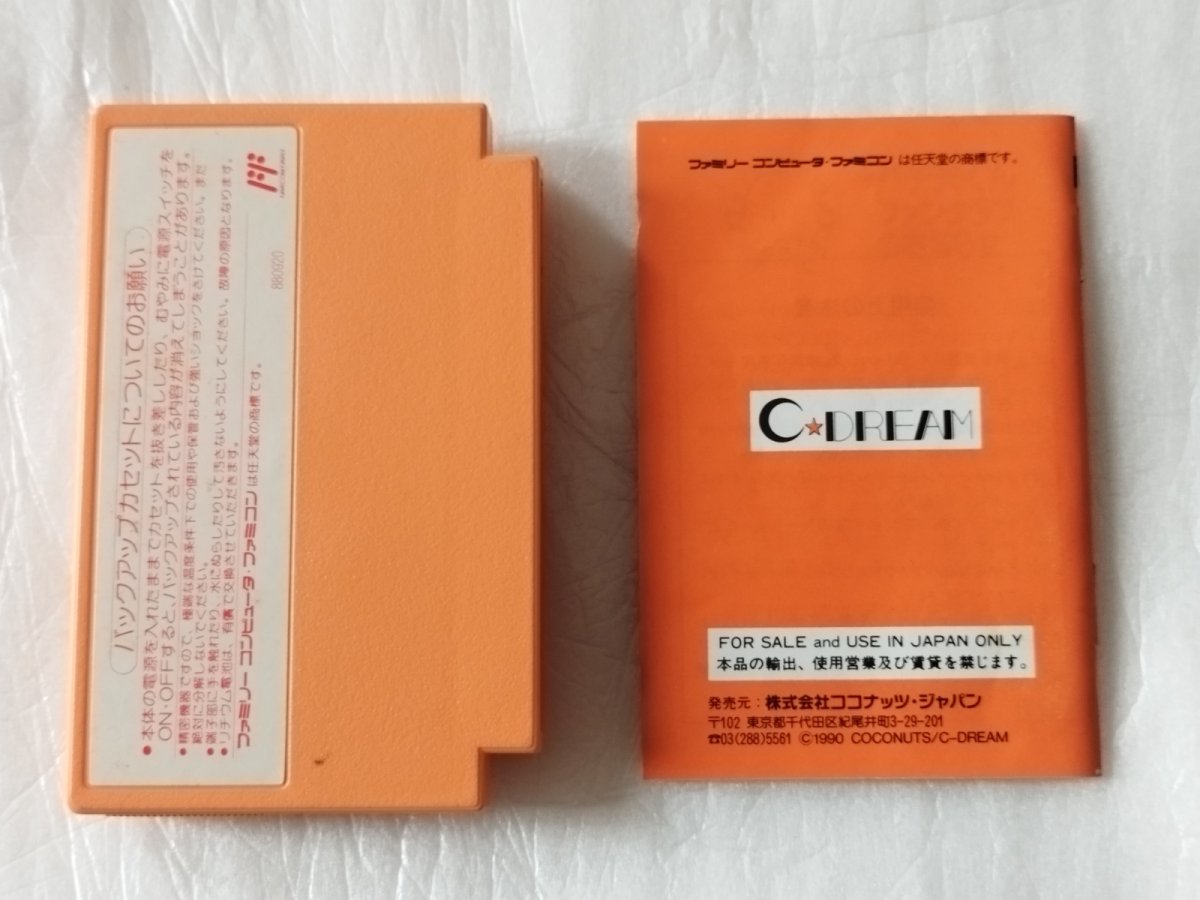 バックアップカセットについてのお願い
●本体の電源を入れたままでカセットを抜き差ししたり、むやみに電源スイッチを
ON・OFFすると、バックアップされている内容が消えてしまうことがあります。
●精密機器ですので、極端な温度条件下での使用や保管および強いショックをさけてください。また
絶対に分解しないでください。
●端子部に手を触れたり、水にぬらしたりして汚さないようにしてください。故障の原因となります。
●リチウム電池は、有償で交換させていただきます。
ファミリー コンピュータ・ファミコン は任天堂の商標です。
880920
ファミリー コンピュータ・ファミコン は任天堂の商標です。
C★DREAM
FOR SALE and USE IN JAPAN ONLY
本品の輸出、使用営業及び賃貸を禁じます。
発売元：株式会社ココナッツ・ジャパン
〒102 東京都千代田区紀尾井町3-29-201
☎03(288)5561 ©1990 COCONUTS/C-DREAM